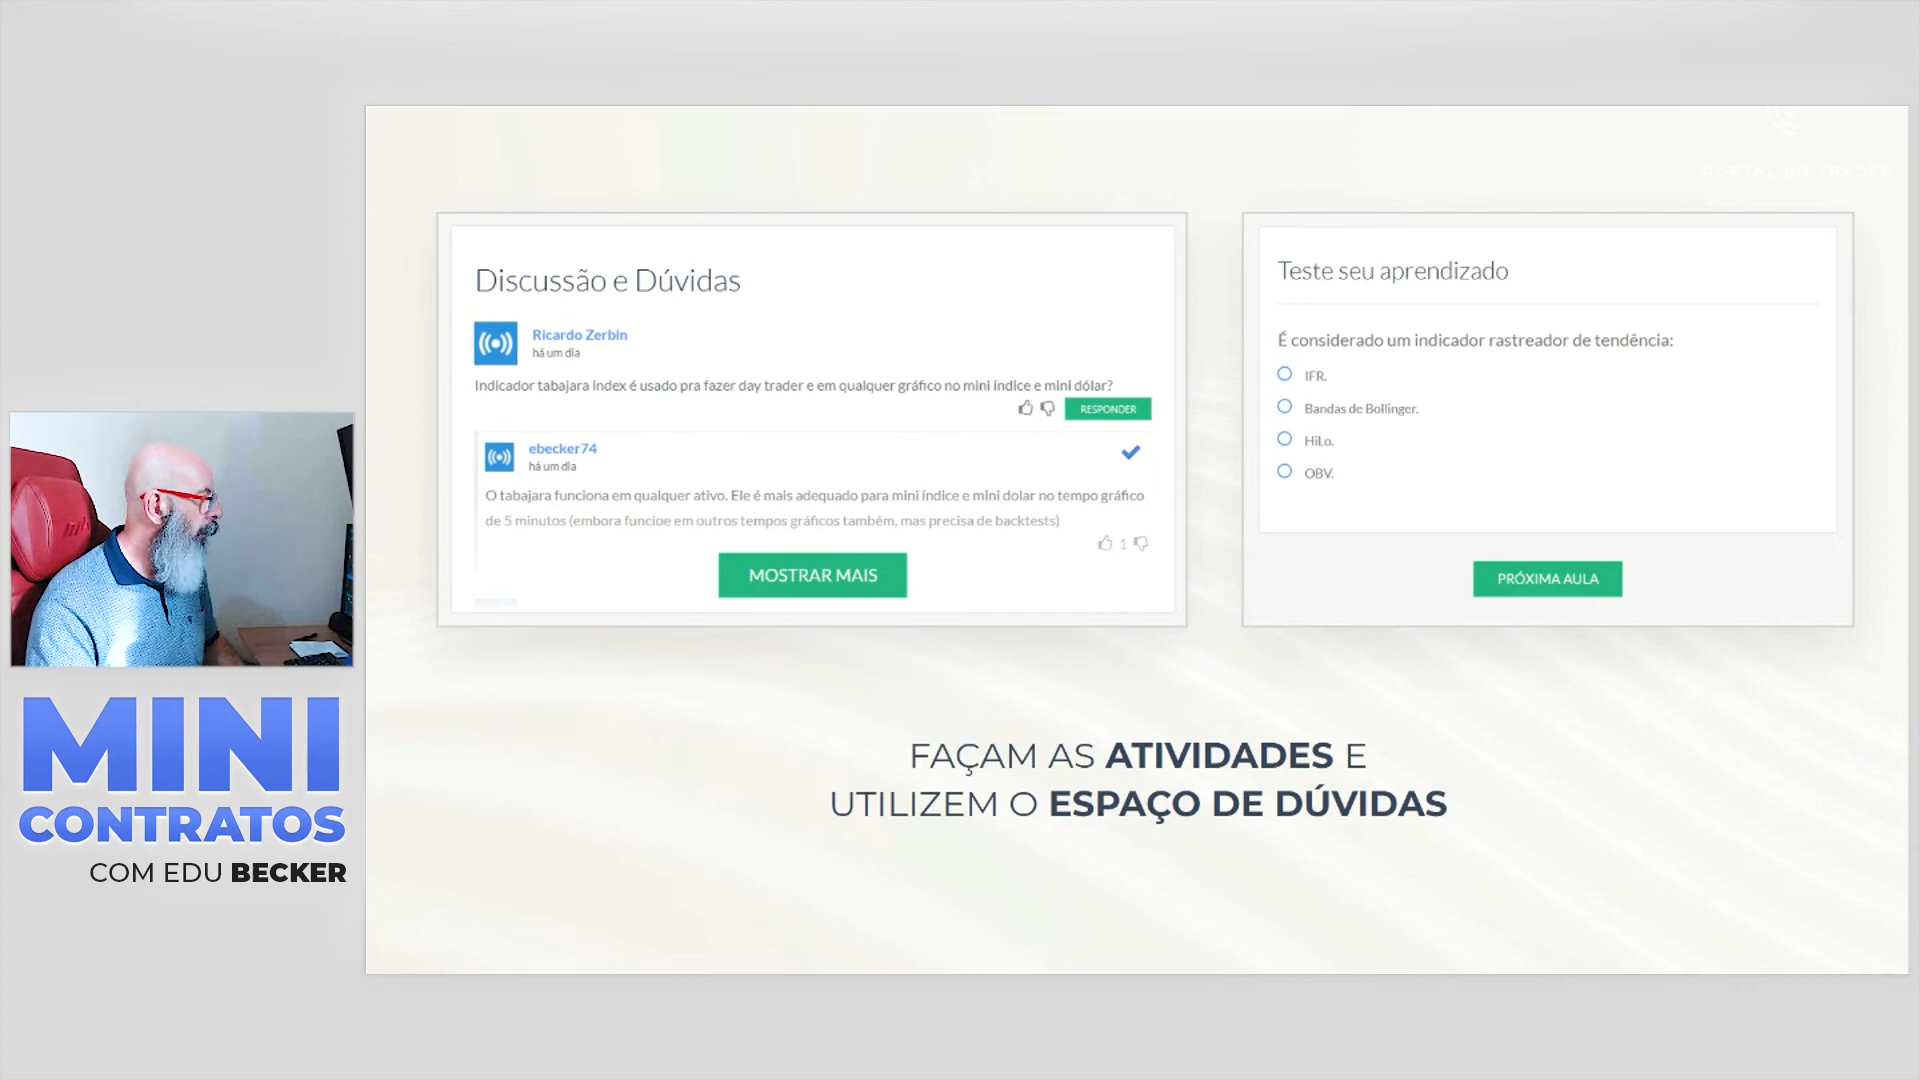 PORTAL DO TRADER
Discussão e Dúvidas
Ricardo Zerbin
há um dia
Indicador tabajara index é usado pra fazer day trader e em qualquer gráfico no mini índice e mini dólar?
RESPONDER
ebecker74
há um dia
O tabajara funciona em qualquer ativo. Ele é mais adequado para mini índice e mini dolar no tempo gráfico
de 5 minutos (embora funcioe em outros tempos gráficos também, mas precisa de backtests)
1
MOSTRAR MAIS
Teste seu aprendizado
É considerado um indicador rastreador de tendência:
IFR.
Bandas de Bollinger.
HiLo.
OBV.
PRÓXIMA AULA
FAÇAM AS ATIVIDADES E
UTILIZEM O ESPAÇO DE DÚVIDAS
MINI
CONTRATOS
COM EDU BECKER